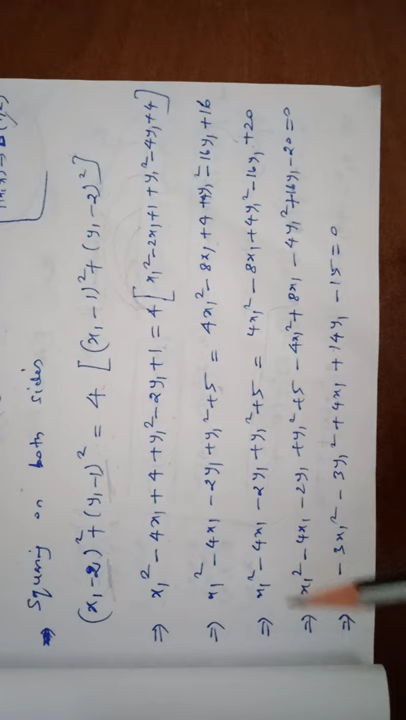 ⇒ Squring on both sides
(x₁-2)² + (y₁-1)² = 4 [(x₁-1)² + (y₁-2)²]
⇒ x₁² - 4x₁ + 4 + y₁² - 2y₁ + 1 = 4 [x₁² - 2x₁ + 1 + y₁² - 4y₁ + 4]
⇒ x₁² - 4x₁ - 2y₁ + y₁² + 5 = 4x₁² - 8x₁ + 4 + 4y₁² - 16y₁ + 16
⇒ x₁² - 4x₁ - 2y₁ + y₁² + 5 = 4x₁² - 8x₁ + 4y₁² - 16y₁ + 20
⇒ x₁² - 4x₁ - 2y₁ + y₁² + 5 - 4x₁² + 8x₁ - 4y₁² + 16y₁ - 20 = 0
⇒ - 3x₁² - 3y₁² + 4x₁ + 14y₁ - 15 = 0